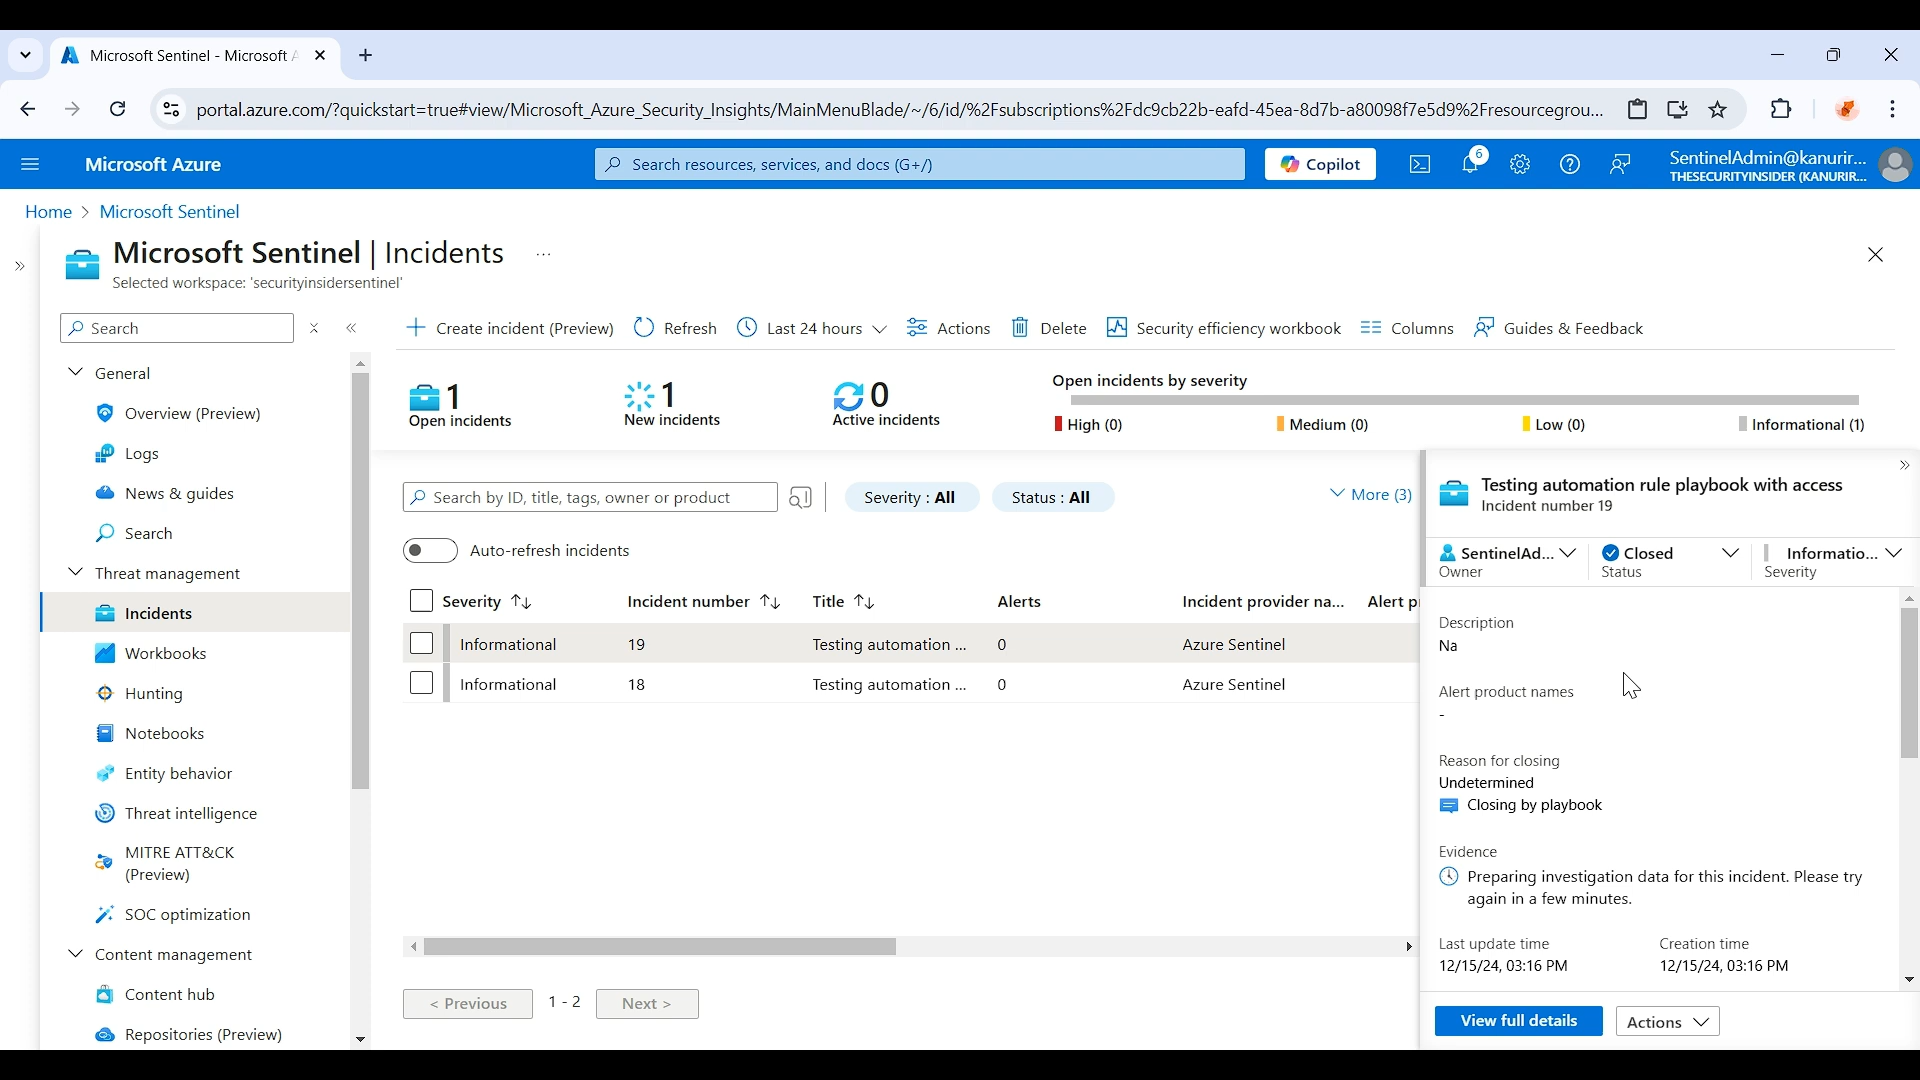 Microsoft Sentinel - Microsoft A
portal.azure.com/?quickstart=true#view/Microsoft_Azure_Security_Insights/MainMenuBlade/~/6/id/%2Fsubscriptions%2Fdc9cb22b-eafd-45ea-8d7b-a80098f7e5d9%2Fresourcegrou...
Microsoft Azure
Search resources, services, and docs (G+/)
Copilot
6
SentinelAdmin@kanurir...
THESECURITYINSIDER (KANURIR...
Home > Microsoft Sentinel
Microsoft Sentinel | Incidents ...
Selected workspace: 'securityinsidersentinel'
Search
General
Overview (Preview)
Logs
News & guides
Search
Threat management
Incidents
Workbooks
Hunting
Notebooks
Entity behavior
Threat intelligence
MITRE ATT&CK
(Preview)
SOC optimization
Content management
Content hub
Repositories (Preview)
Create incident (Preview)
Refresh
Last 24 hours
Actions
Delete
Security efficiency workbook
Columns
Guides & Feedback
1
Open incidents
1
New incidents
0
Active incidents
Open incidents by severity
High (0)
Medium (0)
Low (0)
Informational (1)
Search by ID, title, tags, owner or product
Severity : All
Status : All
More (3)
Auto-refresh incidents
Severity Incident number Title Alerts Incident provider na... Alert p
Informational 19 Testing automation ... 0 Azure Sentinel
Informational 18 Testing automation ... 0 Azure Sentinel
< Previous 1 - 2 Next >
Testing automation rule playbook with access
Incident number 19
SentinelAd... Closed Informatio...
Owner Status Severity
Description
Na
Alert product names
-
Reason for closing
Undetermined
Closing by playbook
Evidence
Preparing investigation data for this incident. Please try
again in a few minutes.
Last update time Creation time
12/15/24, 03:16 PM 12/15/24, 03:16 PM
View full details Actions